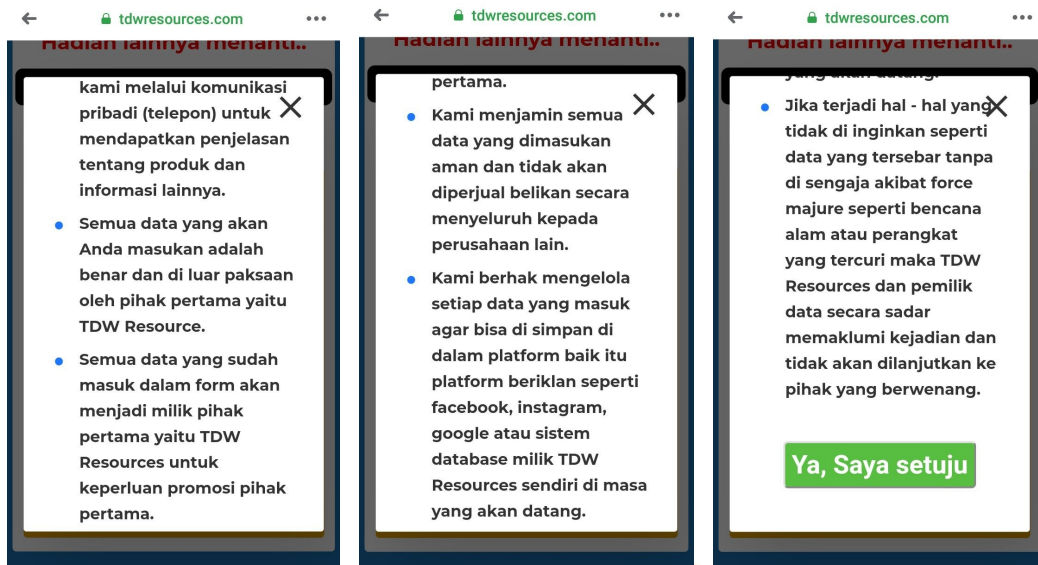 tdwresources.com
Hadiah lainnya menanti..
kami melalui komunikasi
pribadi (telepon) untuk
mendapatkan penjelasan
tentang produk dan
informasi lainnya.
Semua data yang akan
Anda masukan adalah
benar dan di luar paksaan
oleh pihak pertama yaitu
TDW Resource.
Semua data yang sudah
masuk dalam form akan
menjadi milik pihak
pertama yaitu TDW
Resources untuk
keperluan promosi pihak
pertama.
tdwresources.com
Hadiah lainnya menanti..
pertama.
Kami menjamin semua
data yang dimasukan
aman dan tidak akan
diperjual belikan secara
menyeluruh kepada
perusahaan lain.
Kami berhak mengelola
setiap data yang masuk
agar bisa di simpan di
dalam platform baik itu
platform beriklan seperti
facebook, instagram,
google atau sistem
database milik TDW
Resources sendiri di masa
yang akan datang.
tdwresources.com
Hadiah lainnya menanti..
yang akan datang.
Jika terjadi hal - hal yang
tidak di inginkan seperti
data yang tersebar tanpa
di sengaja akibat force
majure seperti bencana
alam atau perangkat
yang tercuri maka TDW
Resources dan pemilik
data secara sadar
memaklumi kejadian dan
tidak akan dilanjutkan ke
pihak yang berwenang.
Ya, Saya setuju